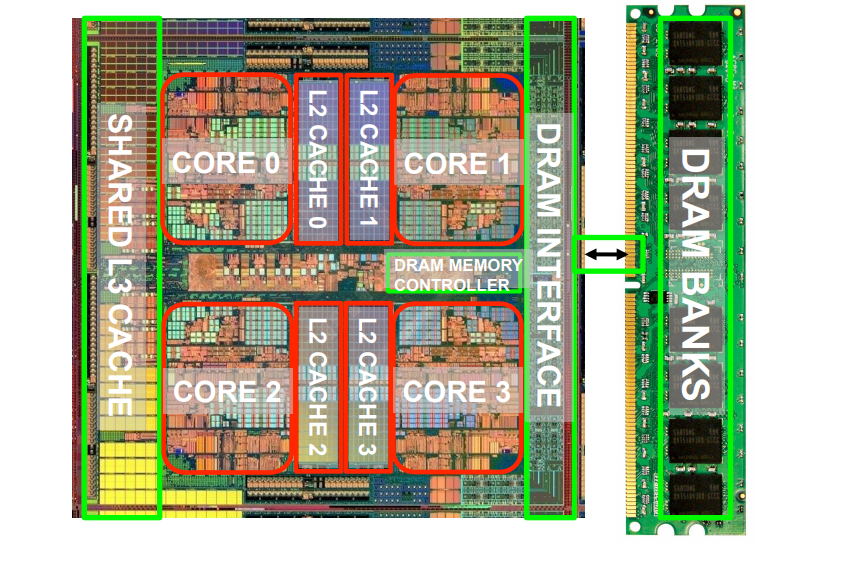 SHARED L3 CACHE
CORE 0
L2 CACHE 0
L2 CACHE 1
CORE 1
DRAM INTERFACE
DRAM BANKS
DRAM MEMORY
CONTROLLER
CORE 2
L2 CACHE 2
L2 CACHE 3
CORE 3